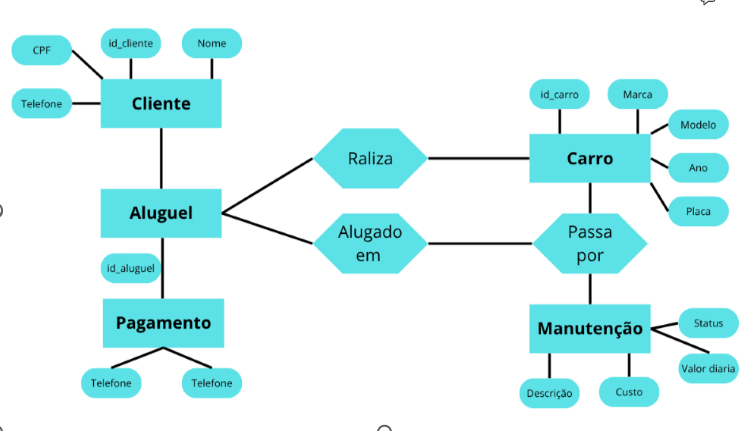 CPF
id_cliente
Nome
Telefone
Cliente
Aluguel
id_aluguel
Pagamento
Telefone
Telefone
Raliza
Alugado
em
id_carro
Marca
Modelo
Carro
Ano
Placa
Passa
por
Manutenção
Status
Valor diaria
Descrição
Custo